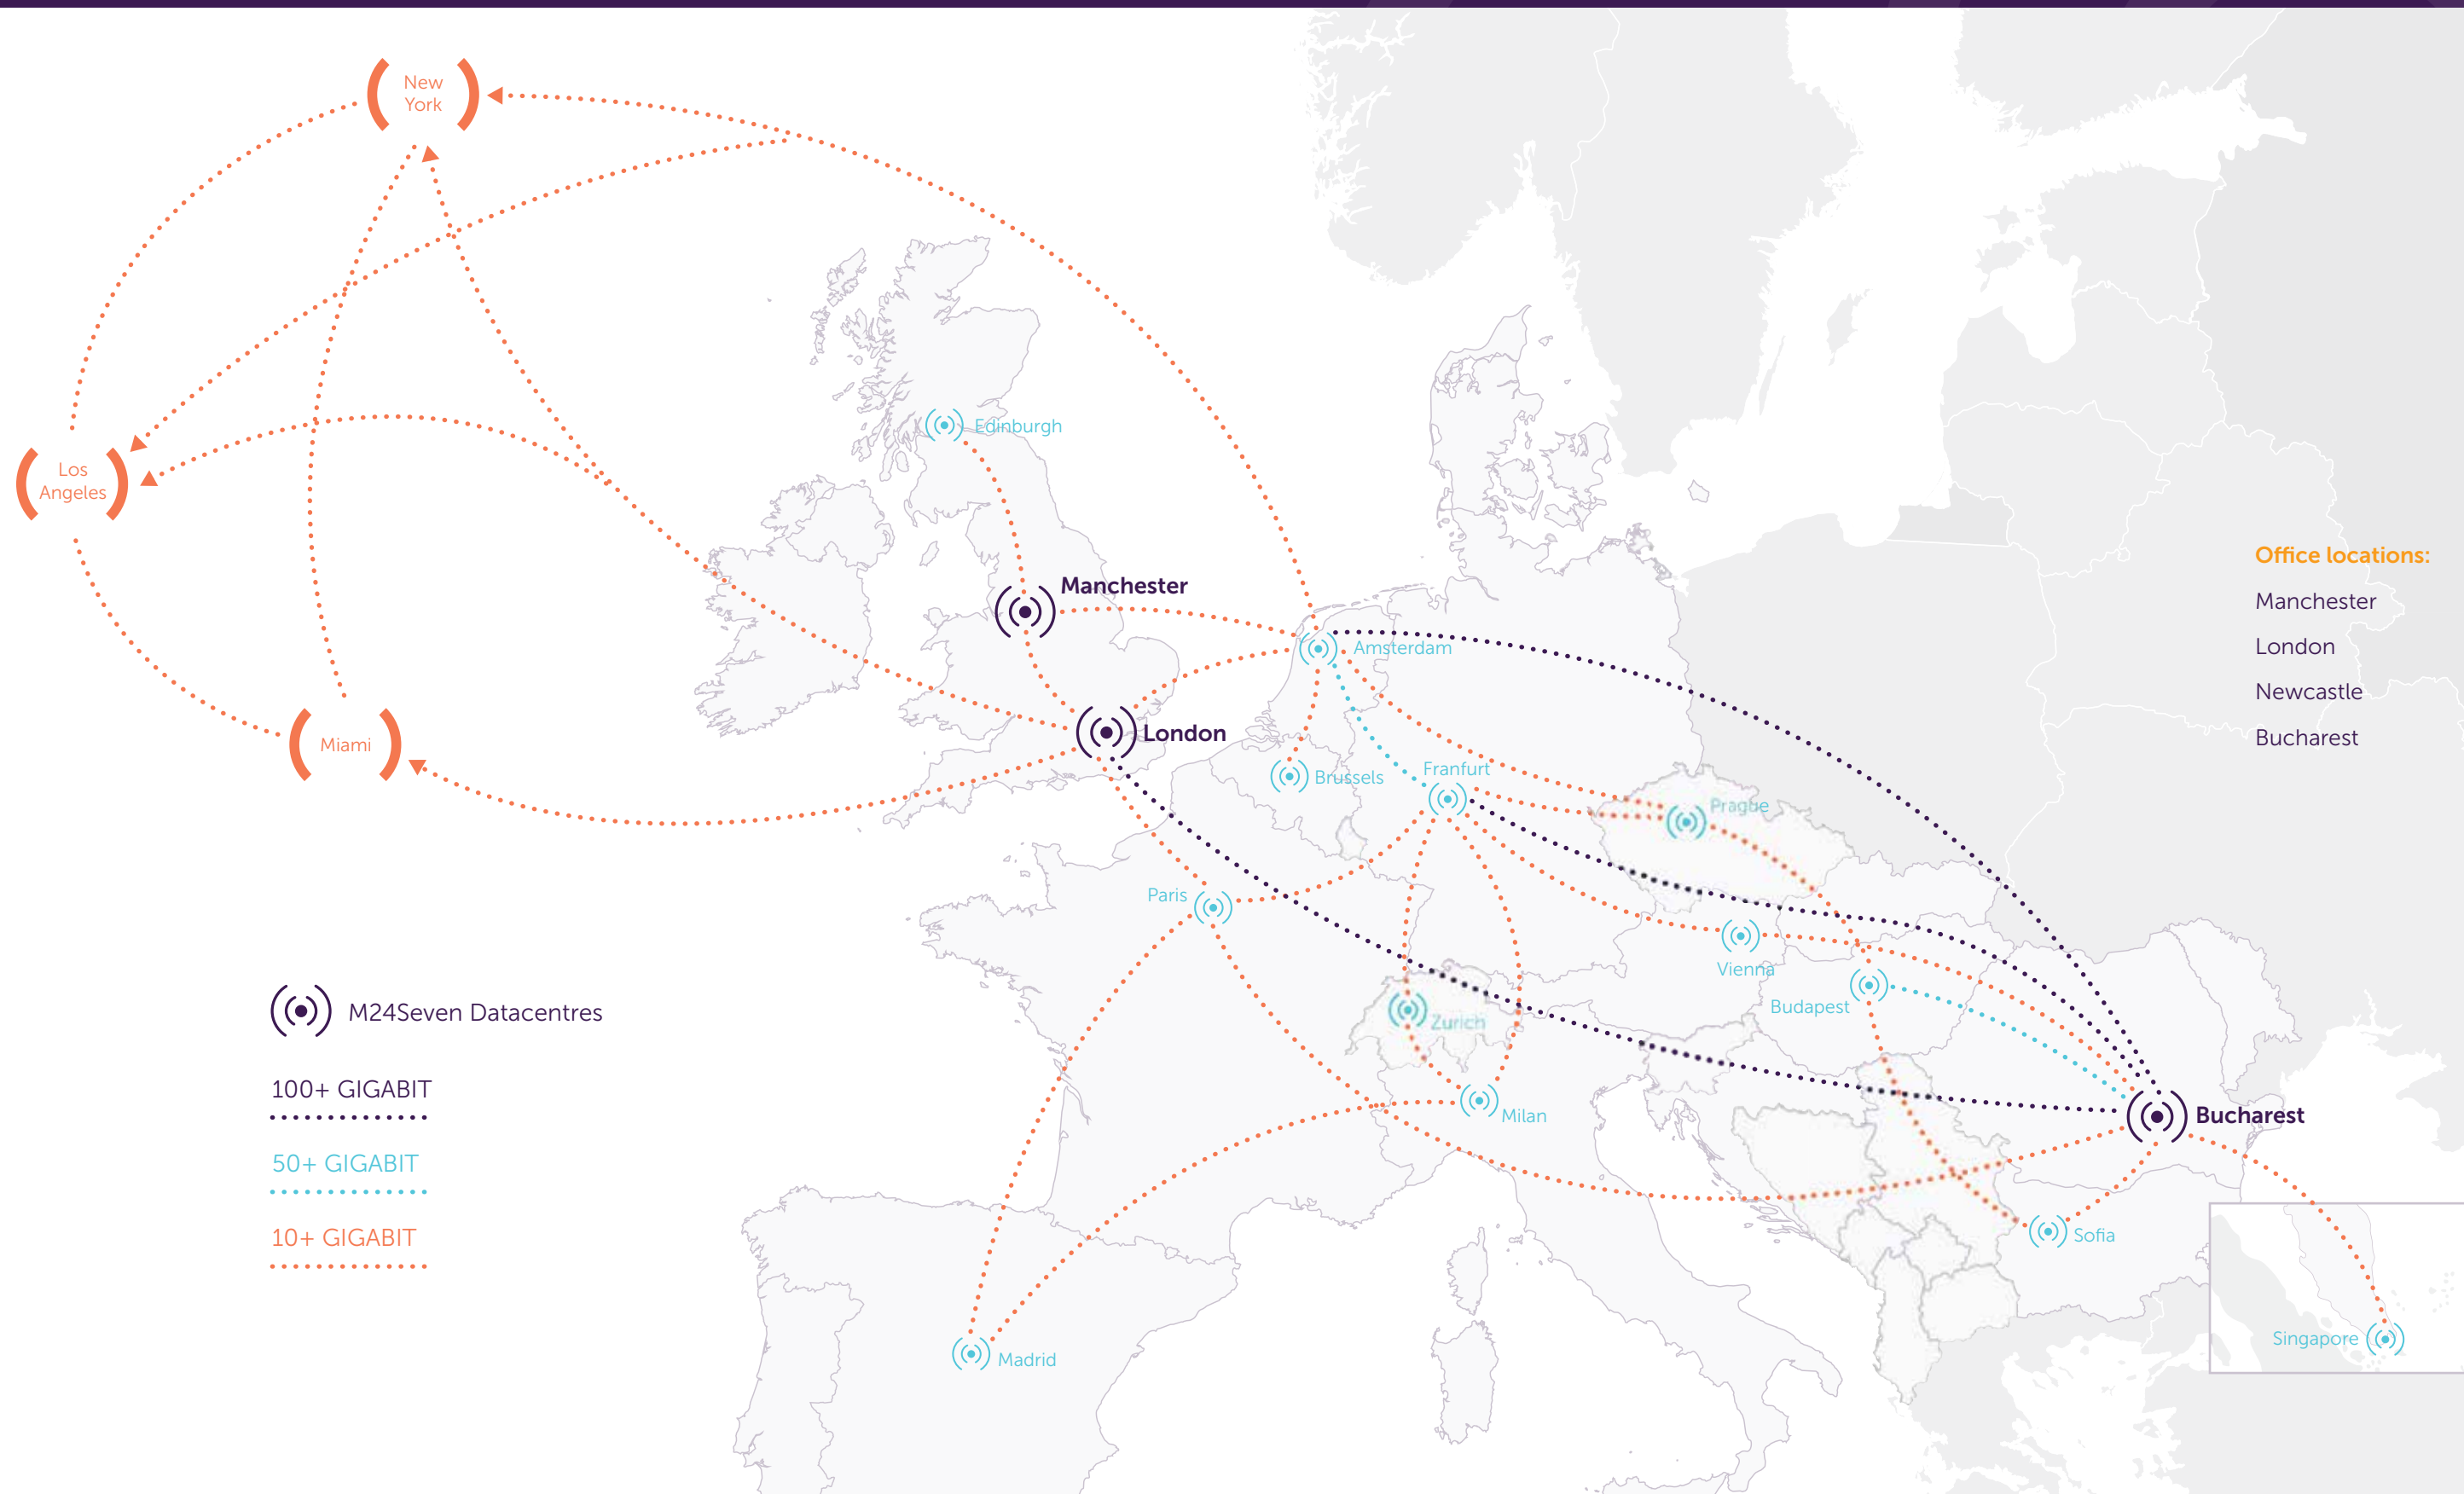 New
York
Los
Angeles
Edinburgh
Manchester
Office locations:
Manchester
London
Newcastle
Bucharest
Amsterdam
London
Miami
Brussels
Franfurt
Prague
Paris
Vienna
Budapest
Zurich
Milan
Bucharest
M24Seven Datacentres
100+ GIGABIT
50+ GIGABIT
10+ GIGABIT
Sofia
Singapore
Madrid